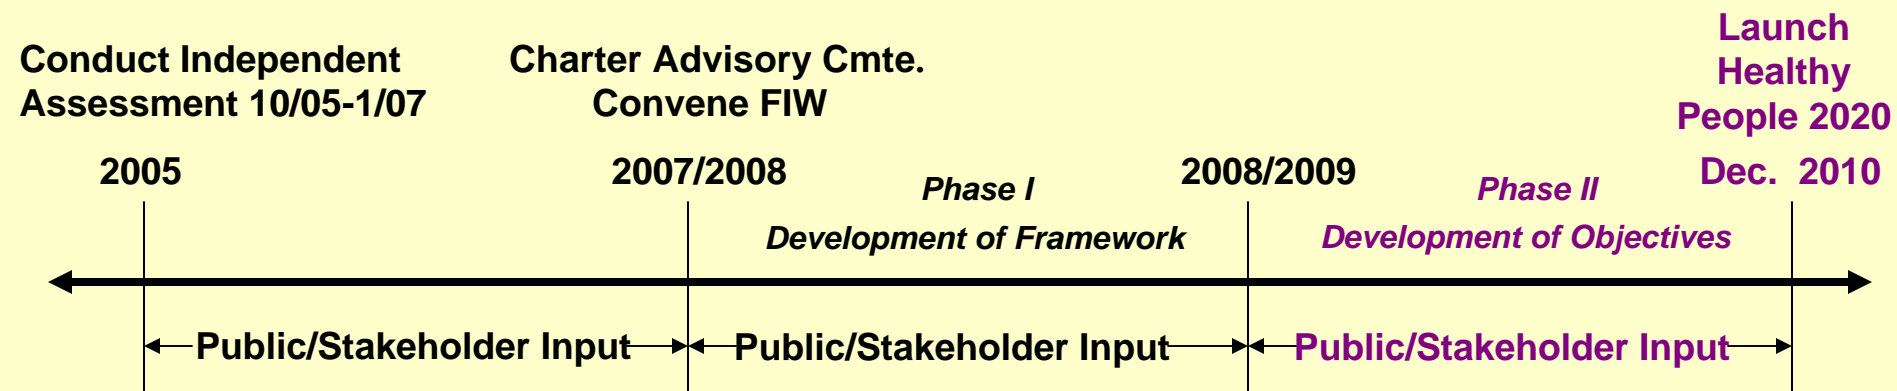 Conduct Independent
Assessment 10/05-1/07
Charter Advisory Cmte.
Convene FIW
Launch
Healthy
People 2020
2005
2007/2008
2008/2009
Dec. 2010
Phase I
Development of Framework
Phase II
Development of Objectives
Public/Stakeholder Input
Public/Stakeholder Input
Public/Stakeholder Input